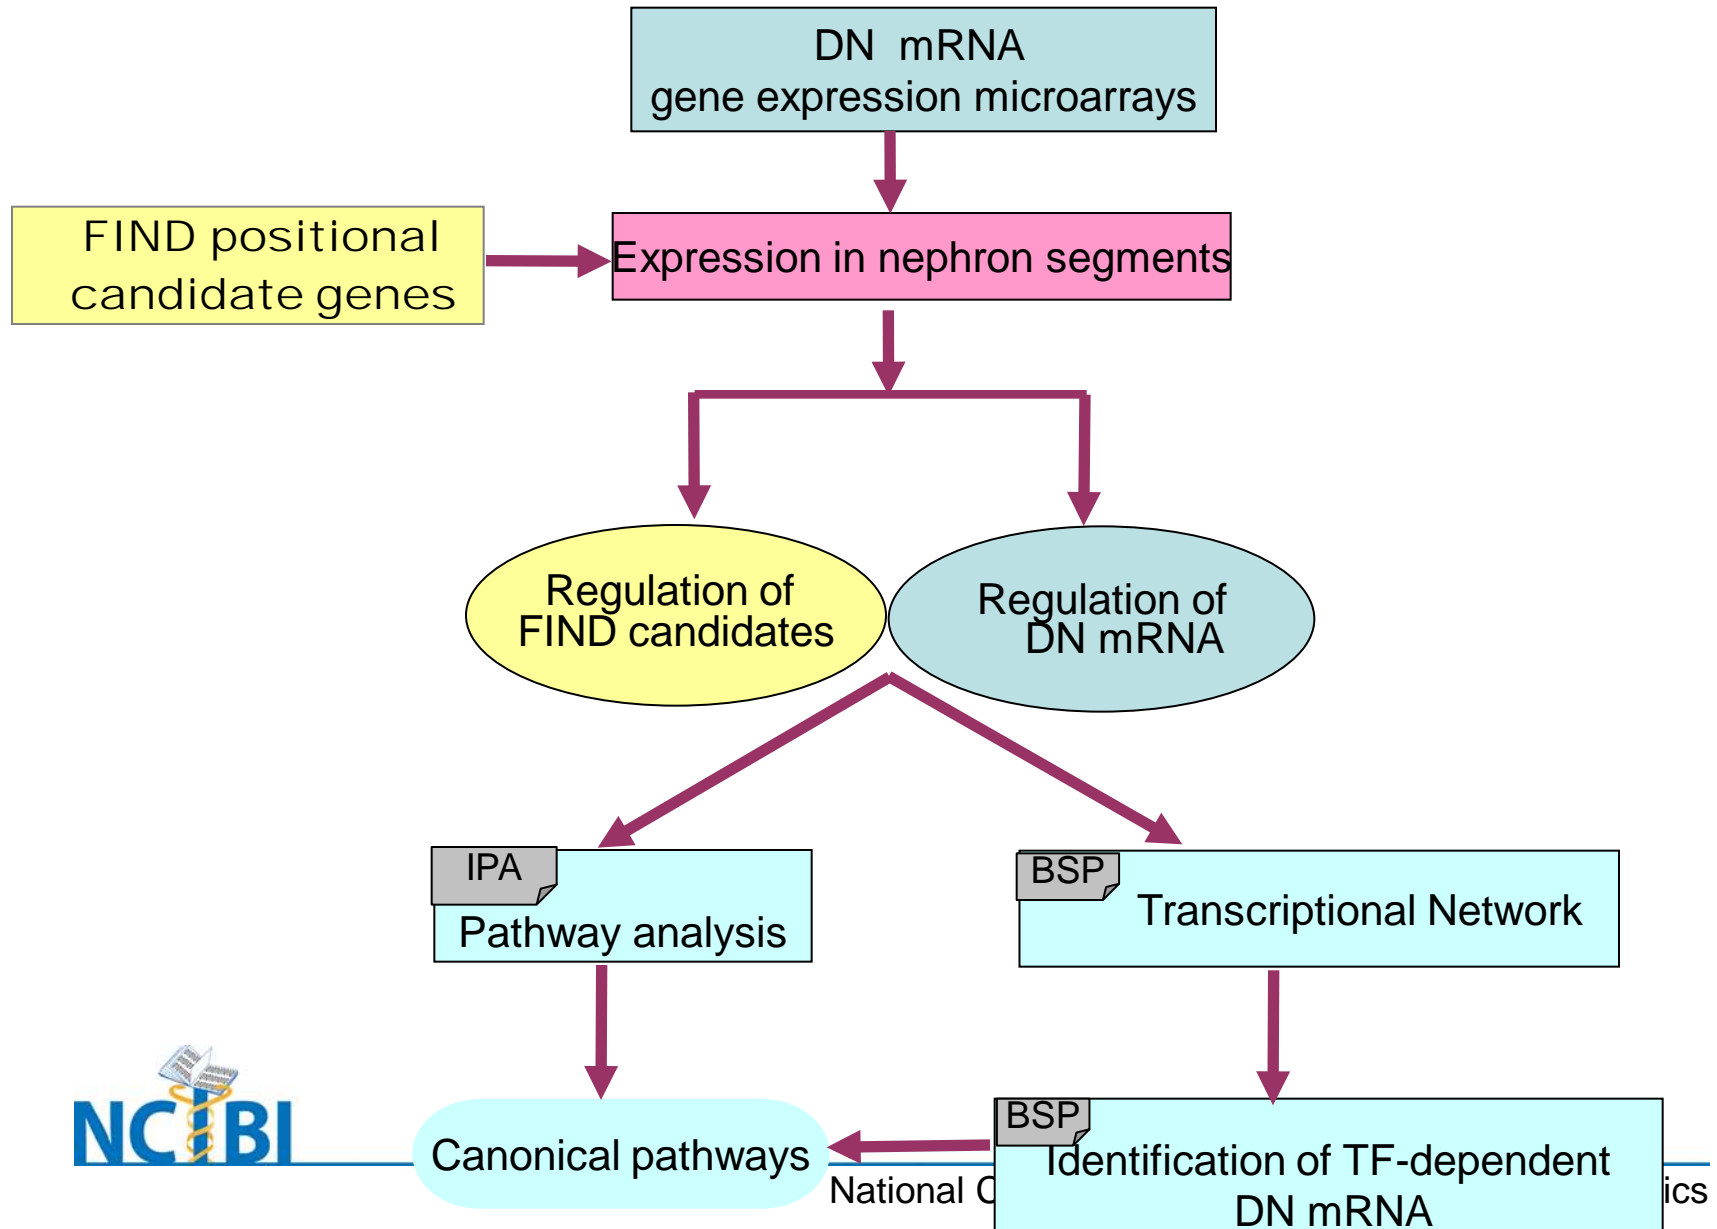 DN mRNA
gene expression microarrays
FIND positional
candidate genes
Expression in nephron segments
Regulation of
FIND candidates
Regulation of
DN mRNA
IPA
Pathway analysis
BSP
Transcriptional Network
NCIBI
Canonical pathways
BSP
Identification of TF-dependent
DN mRNA
National